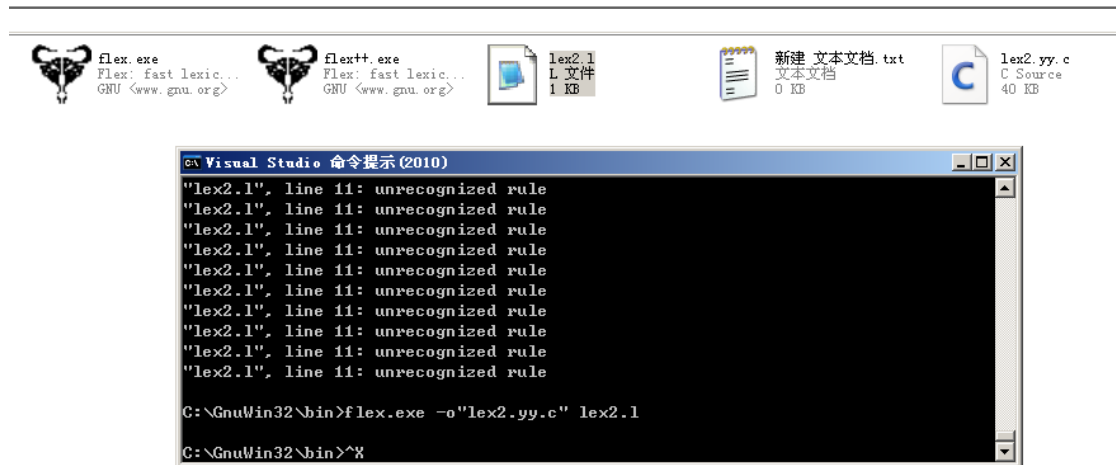 flex.exe
Flex: fast lexic...
GNU <www.gnu.org>
flex++.exe
Flex: fast lexic...
GNU <www.gnu.org>
lex2.l
L 文件
1 KB
新建 文本文档.txt
文本文档
0 KB
lex2.yy.c
C Source
40 KB
Visual Studio 命令提示(2010)
"lex2.l", line 11: unrecognized rule
"lex2.l", line 11: unrecognized rule
"lex2.l", line 11: unrecognized rule
"lex2.l", line 11: unrecognized rule
"lex2.l", line 11: unrecognized rule
"lex2.l", line 11: unrecognized rule
"lex2.l", line 11: unrecognized rule
"lex2.l", line 11: unrecognized rule
"lex2.l", line 11: unrecognized rule
"lex2.l", line 11: unrecognized rule
C:\GnuWin32\bin>flex.exe -o"lex2.yy.c" lex2.l
C:\GnuWin32\bin>^X